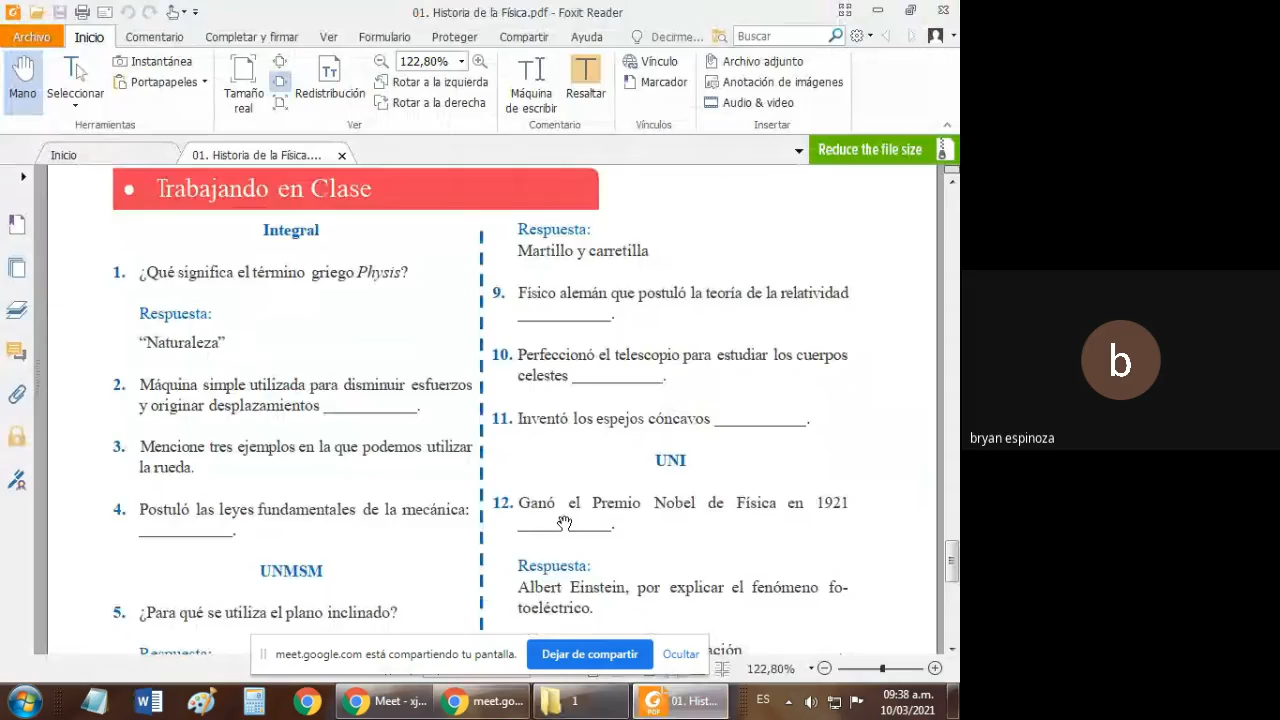 01. Historia de la Física.pdf - Foxit Reader
Archivo
Inicio
Comentario
Completar y firmar
Ver
Formulario
Proteger
Compartir
Ayuda
Decirme...
Buscar
Mano
Seleccionar
Instantánea
Portapapeles
Herramientas
Tamaño real
Redistribución
122,80%
Rotar a la izquierda
Rotar a la derecha
Ver
Máquina de escribir
Resaltar
Comentario
Vínculo
Marcador
Vínculos
Archivo adjunto
Anotación de imágenes
Audio & video
Insertar
Inicio
01. Historia de la Física....
Reduce the file size
• Trabajando en Clase
Integral
1. ¿Qué significa el término griego Physis?
Respuesta:
“Naturaleza”
2. Máquina simple utilizada para disminuir esfuerzos
y originar desplazamientos ____________.
3. Mencione tres ejemplos en la que podemos utilizar
la rueda.
4. Postuló las leyes fundamentales de la mecánica:
____________.
UNMSM
5. ¿Para qué se utiliza el plano inclinado?
Respuesta:
Respuesta:
Martillo y carretilla
9. Físico alemán que postuló la teoría de la relatividad
____________.
10. Perfeccionó el telescopio para estudiar los cuerpos
celestes ____________.
11. Inventó los espejos cóncavos ____________.
UNI
12. Ganó el Premio Nobel de Física en 1921
____________.
Respuesta:
Albert Einstein, por explicar el fenómeno fo-
toeléctrico.
meet.google.com está compartiendo tu pantalla.
Dejar de compartir
Ocultar
122,80%
Meet - xj...
meet.go...
1
01. Hist...
ES
09:38 a.m.
10/03/2021
b
bryan espinoza